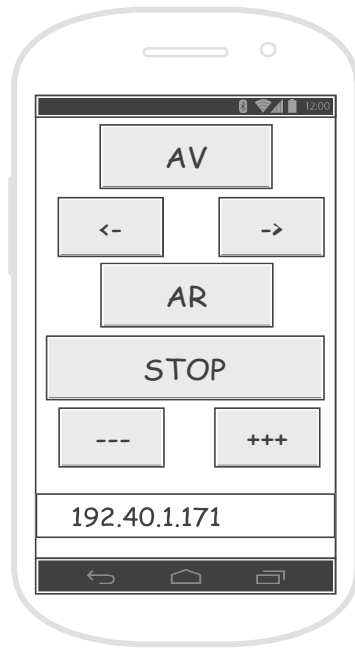 12:00
AV
<- ->
AR
STOP
--- +++
192.40.1.171